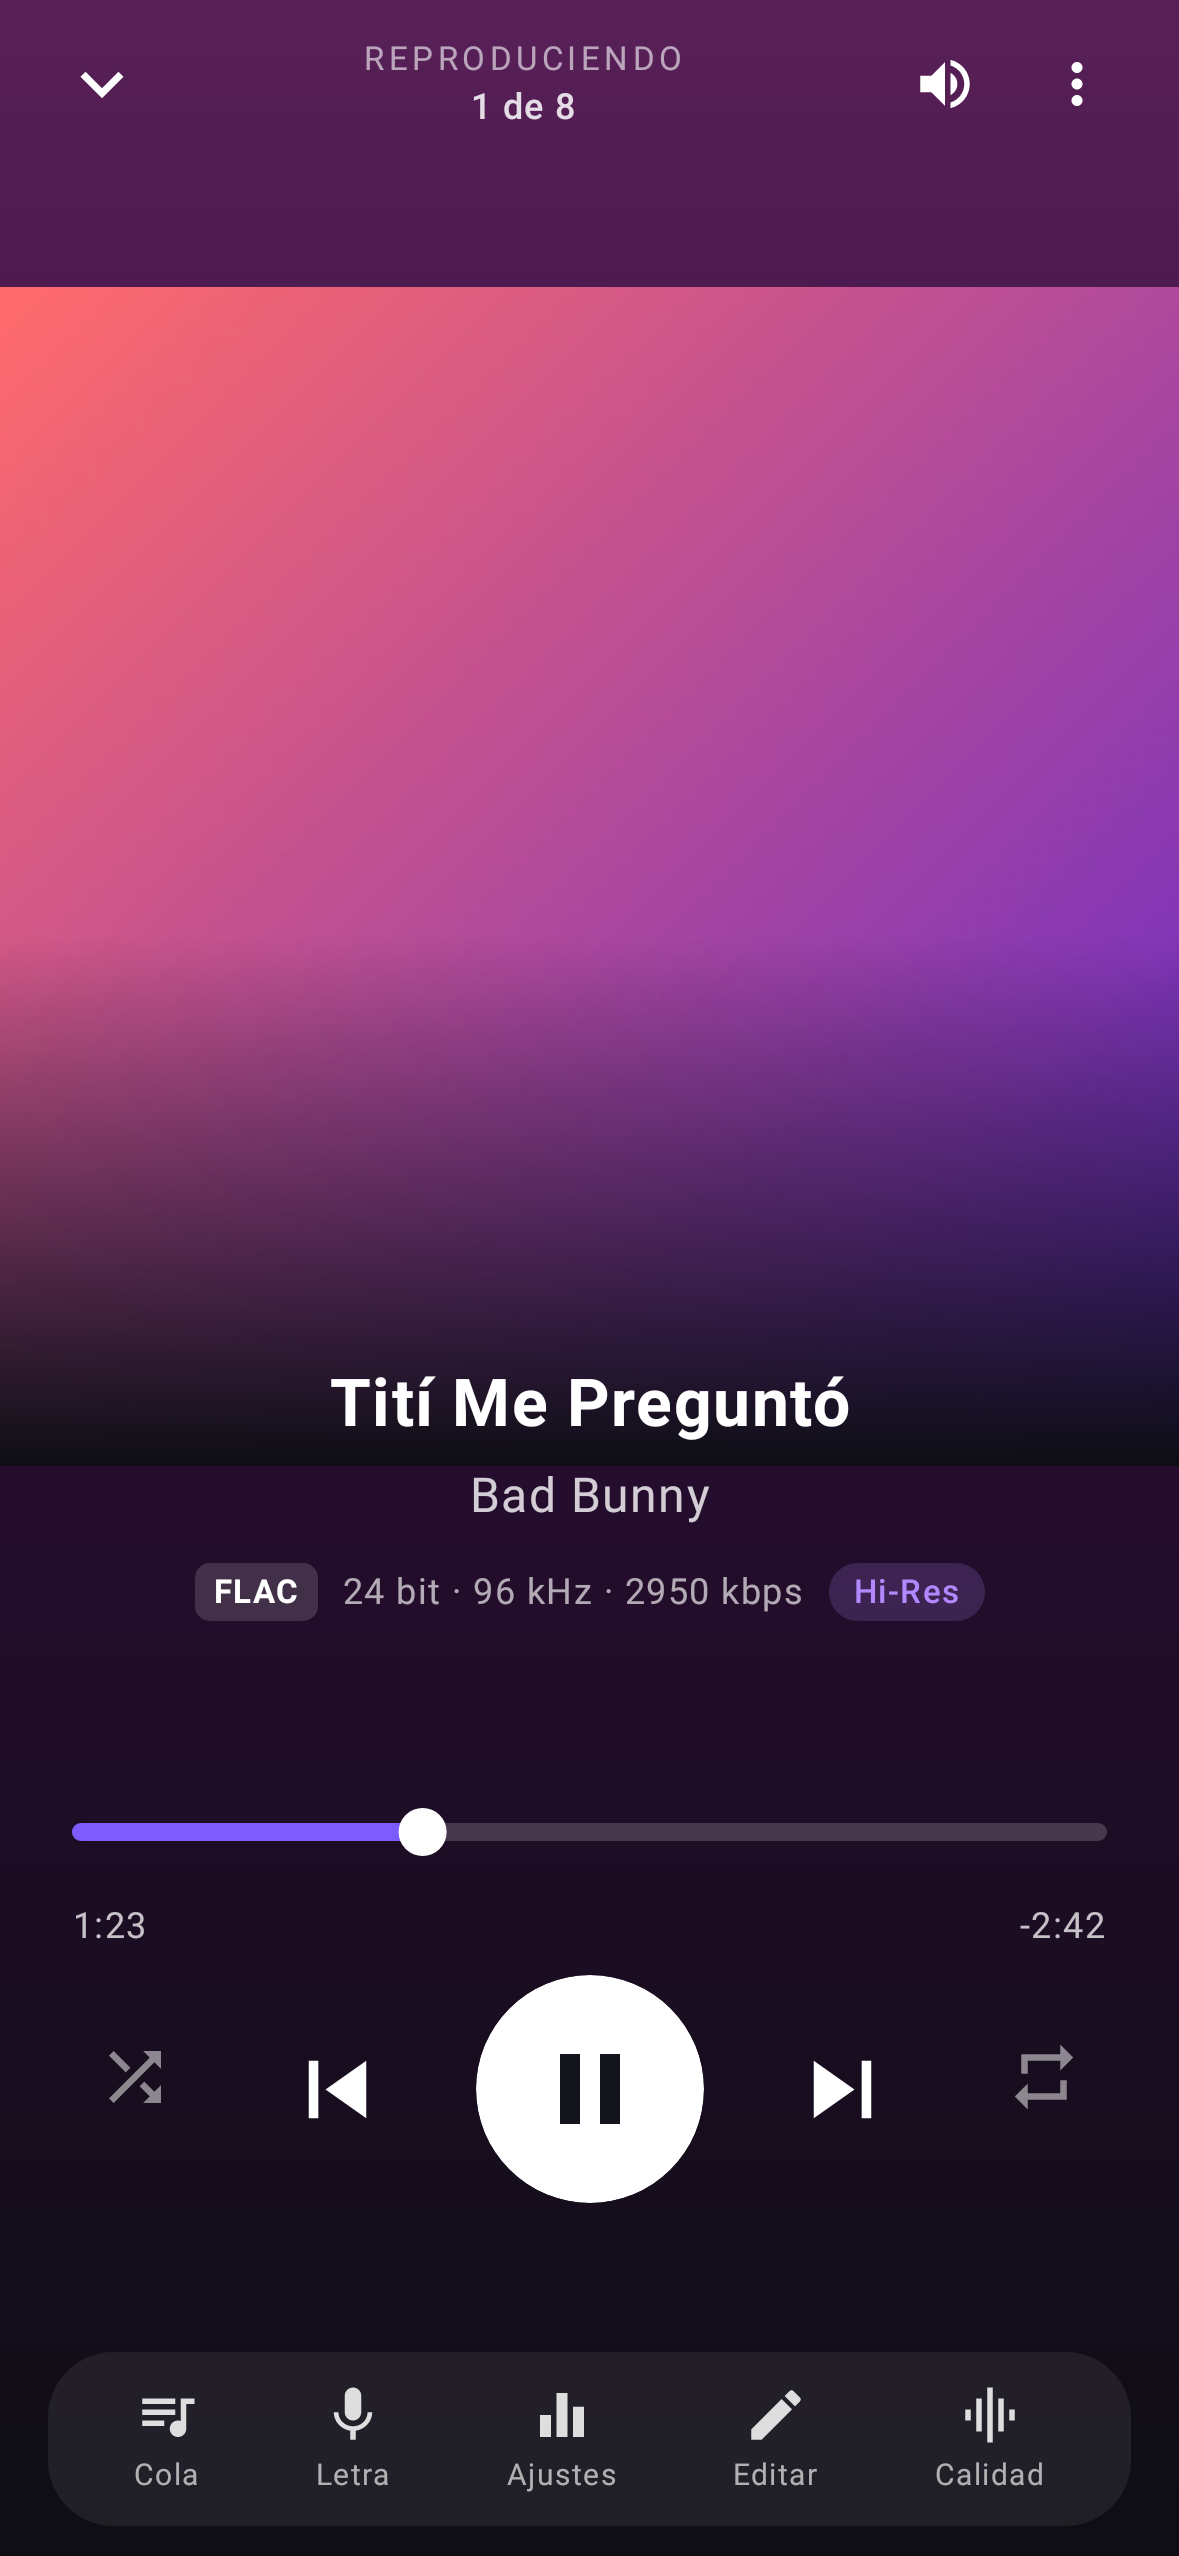 REPRODUCIENDO
1 de 8
Tití Me Preguntó
Bad Bunny
FLAC 24 bit · 96 kHz · 2950 kbps Hi-Res
1:23 -2:42
Cola Letra Ajustes Editar Calidad